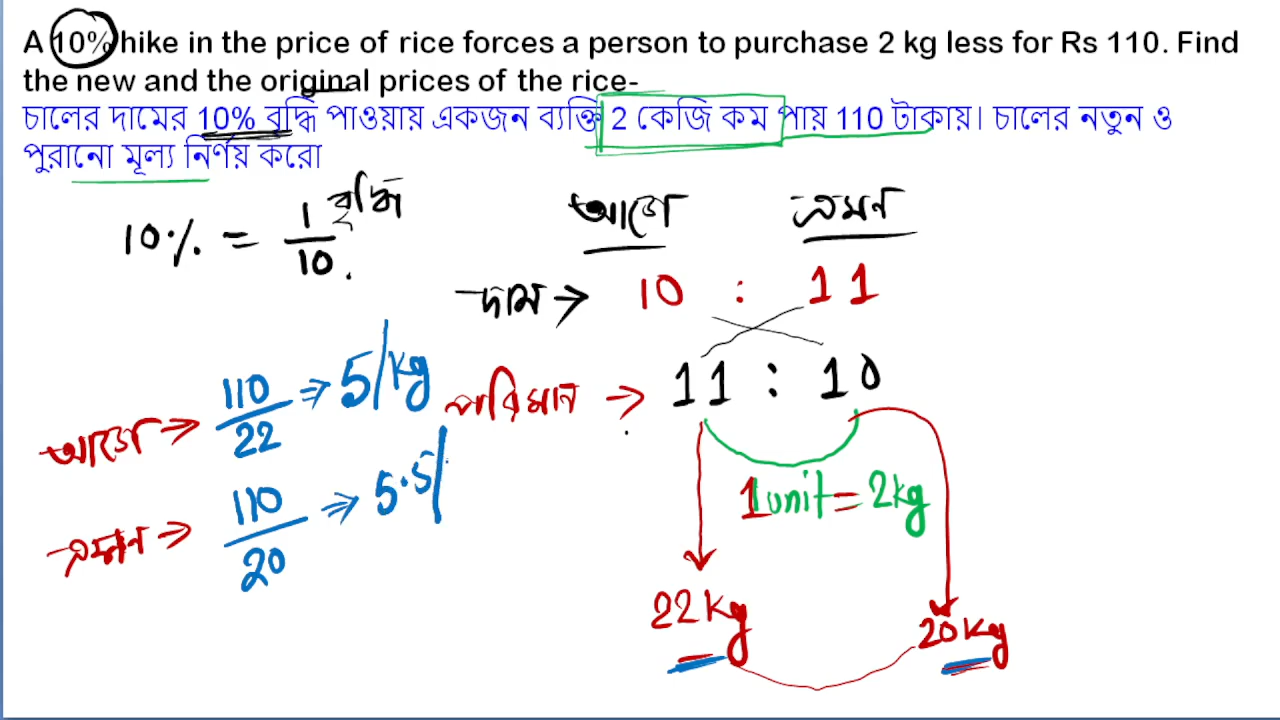 A 10% hike in the price of rice forces a person to purchase 2 kg less for Rs 110. Find
the new and the original prices of the rice-
চালের দামের 10% বৃদ্ধি পাওয়ায় একজন ব্যক্তি 2 কেজি কম পায় 110 টাকায়। চালের নতুন ও
পুরানো মূল্য নির্ণয় করো
10% = 1/10 বৃদ্ধি
আগে এখন
দাম → 10 : 11
পরিমান → 11 : 10
1 unit = 2kg
22 kg 20 kg
আগে → 110/22 ⇒ 5/kg
এখন → 110/20 ⇒ 5.5/